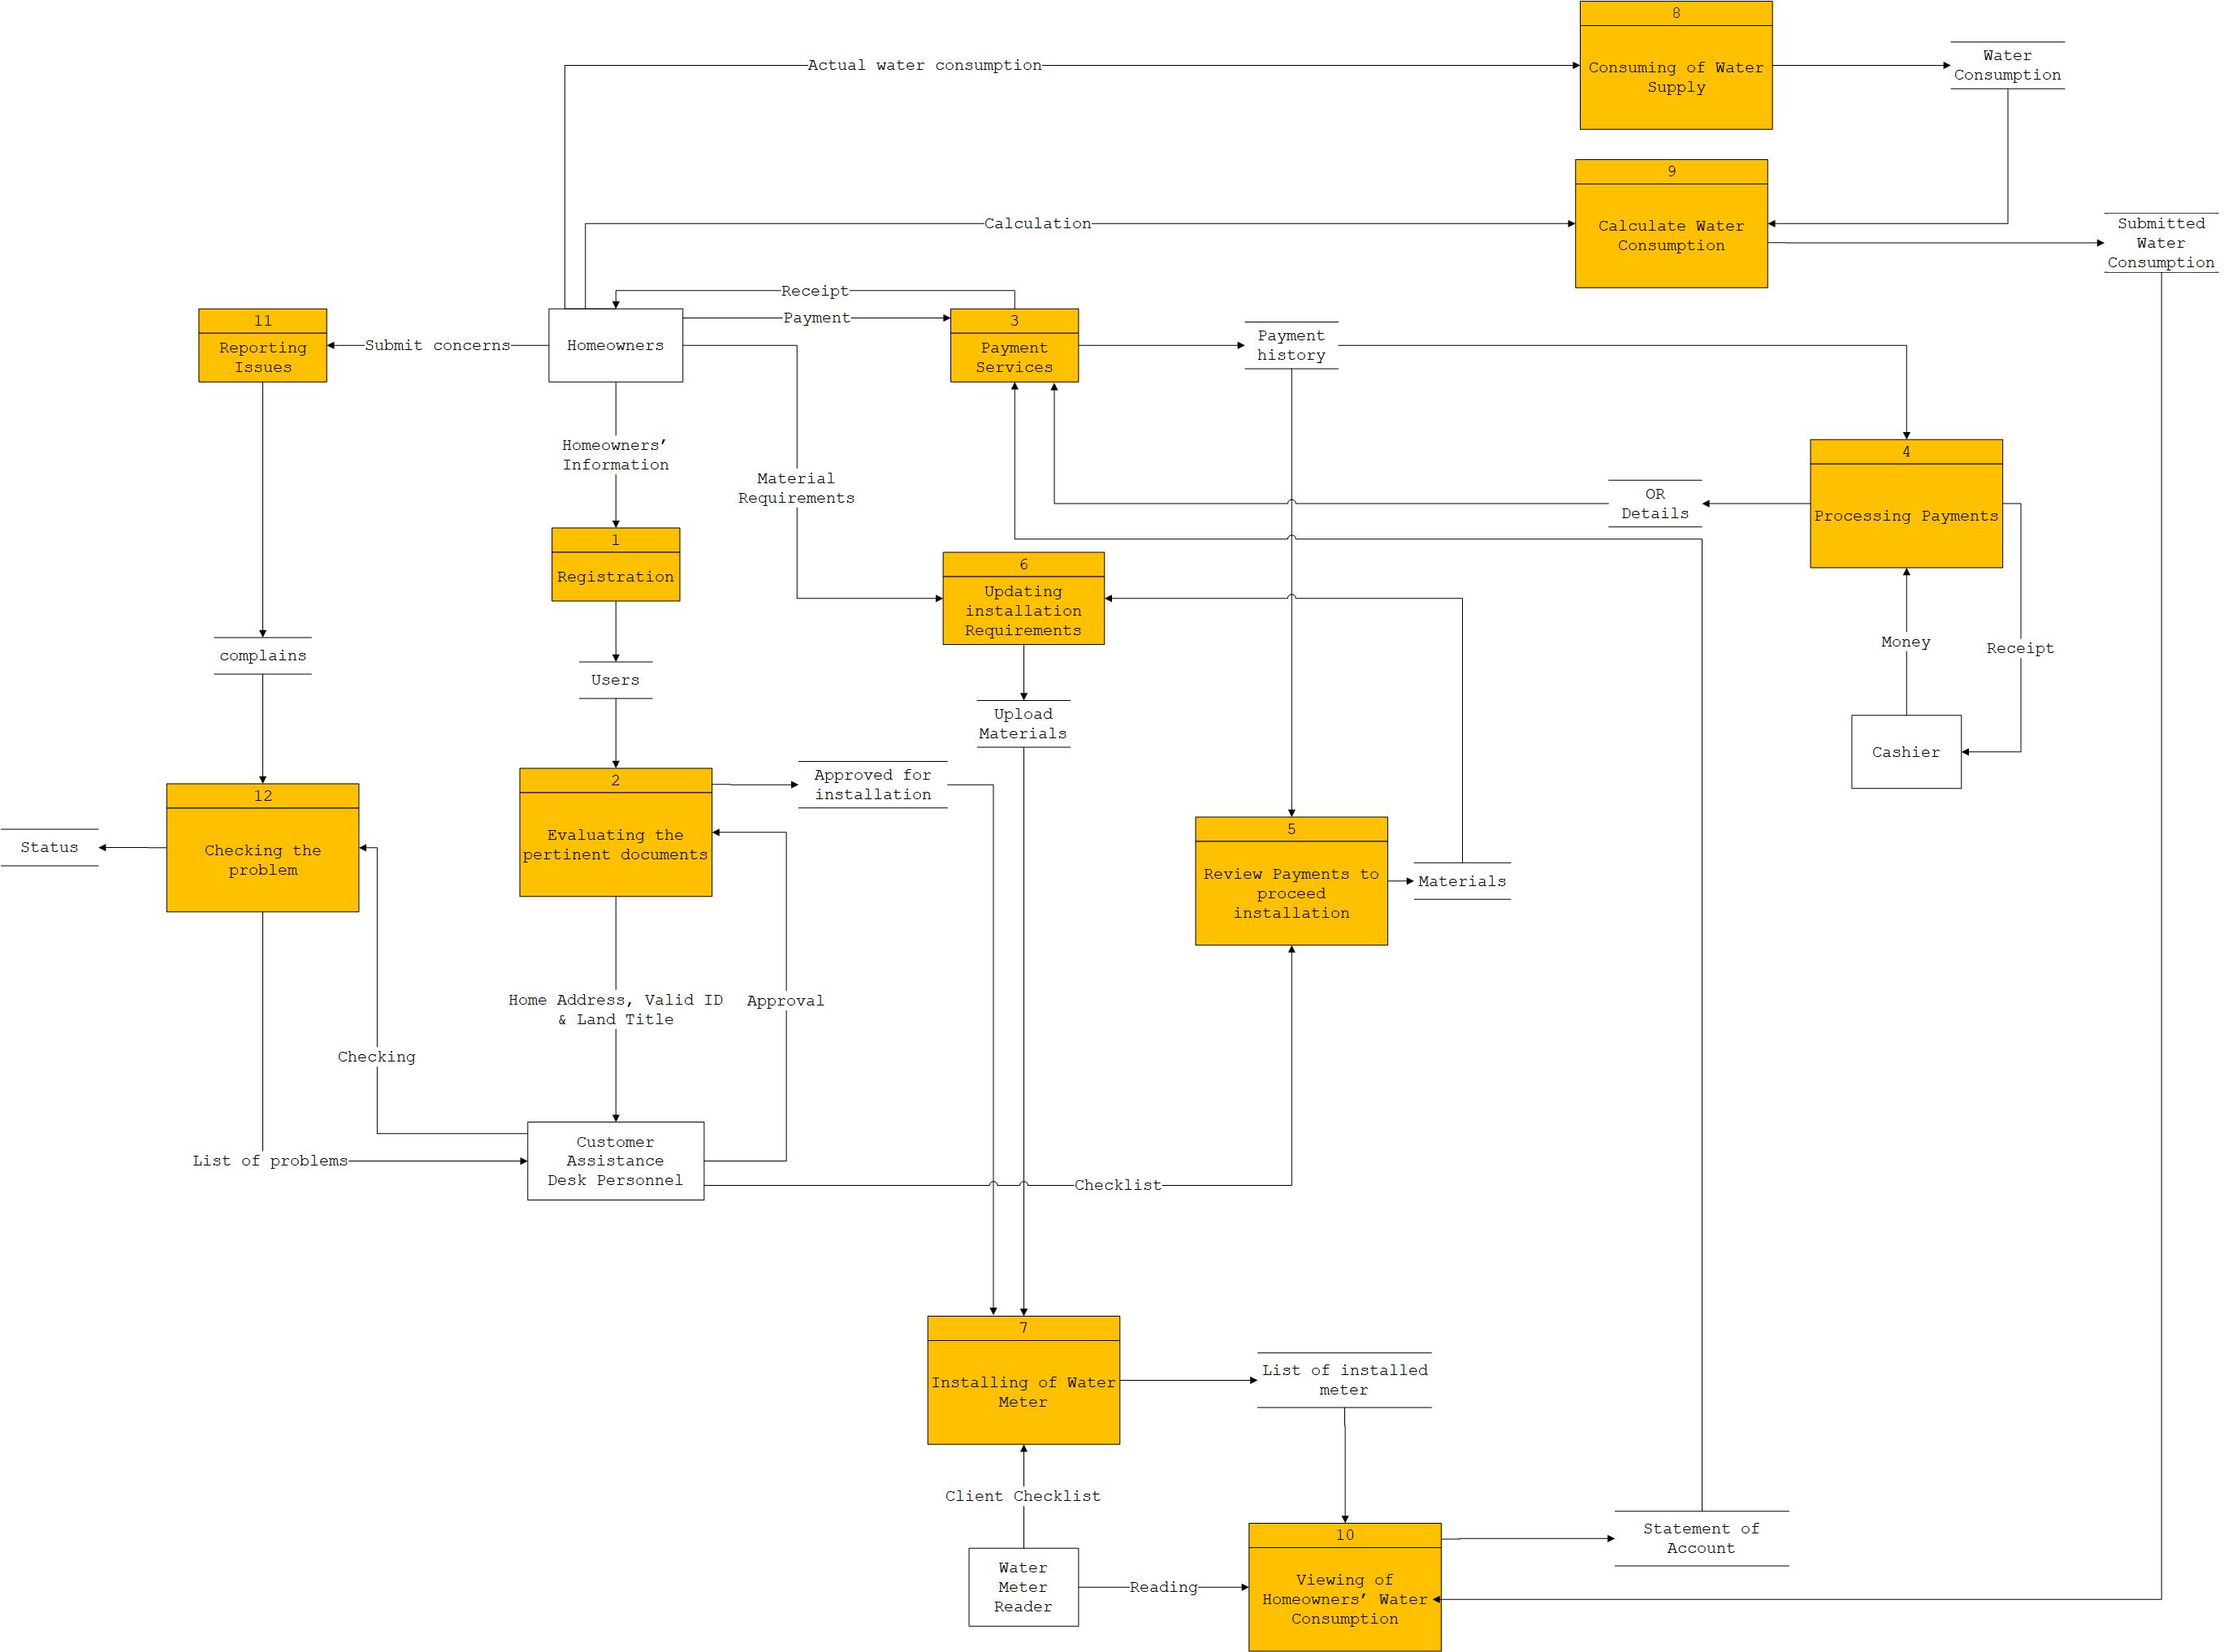 8
Consuming of Water
Supply
Actual water consumption
Water
Consumption
9
Calculate Water
Consumption
Calculation
Submitted
Water
Consumption
Receipt
Payment
11
Reporting
Issues
Submit concerns
Homeowners
3
Payment
Services
Payment
history
Homeowners’
Information
Material
Requirements
4
Processing Payments
OR
Details
1
Registration
6
Updating
installation
Requirements
Money
Receipt
complains
Users
Upload
Materials
Cashier
12
Checking the
problem
Status
2
Evaluating the
pertinent documents
Approved for
installation
5
Review Payments to
proceed
installation
Materials
Home Address, Valid ID
& Land Title
Approval
Checking
List of problems
Customer
Assistance
Desk Personnel
Checklist
7
Installing of Water
Meter
List of installed
meter
Client Checklist
Water
Meter
Reader
Reading
10
Viewing of
Homeowners’ Water
Consumption
Statement of
Account